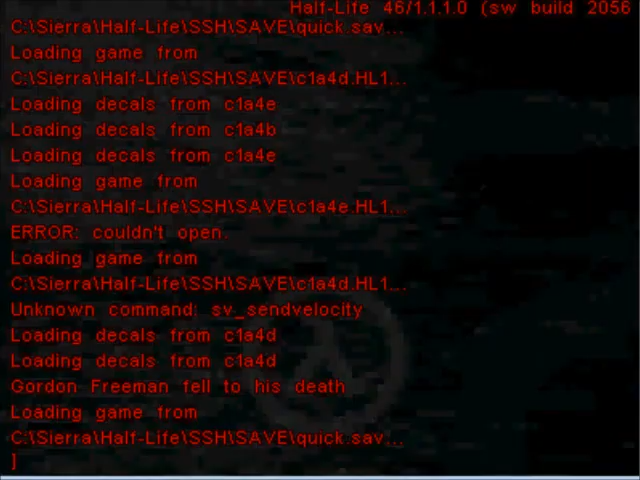 Half-Life 46/1.1.1.0 (sw build 2056
C:\Sierra\Half-Life\SSH\SAVE\quick.sav...
Loading game from
C:\Sierra\Half-Life\SSH\SAVE\c1a4d.HL1...
Loading decals from c1a4e
Loading decals from c1a4b
Loading decals from c1a4e
Loading game from
C:\Sierra\Half-Life\SSH\SAVE\c1a4e.HL1...
ERROR: couldn't open.
Loading game from
C:\Sierra\Half-Life\SSH\SAVE\c1a4d.HL1...
Unknown command: sv_sendvelocity
Loading decals from c1a4d
Loading decals from c1a4d
Gordon Freeman fell to his death
Loading game from
C:\Sierra\Half-Life\SSH\SAVE\quick.sav...
]